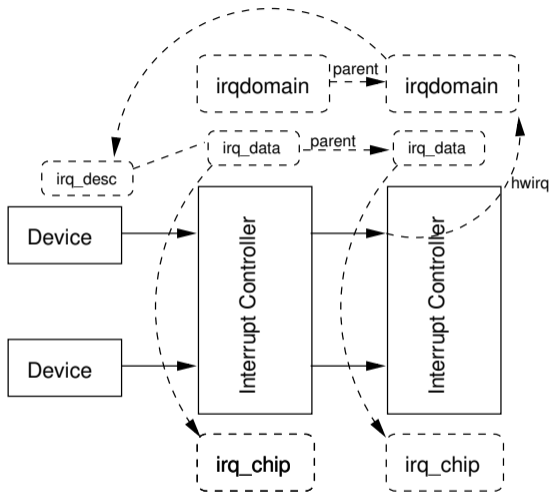 parent
irqdomain
irqdomain
parent
irq_data
irq_data
irq_desc
hwirq
Device
Interrupt Controller
Interrupt Controller
Device
irq_chip
irq_chip